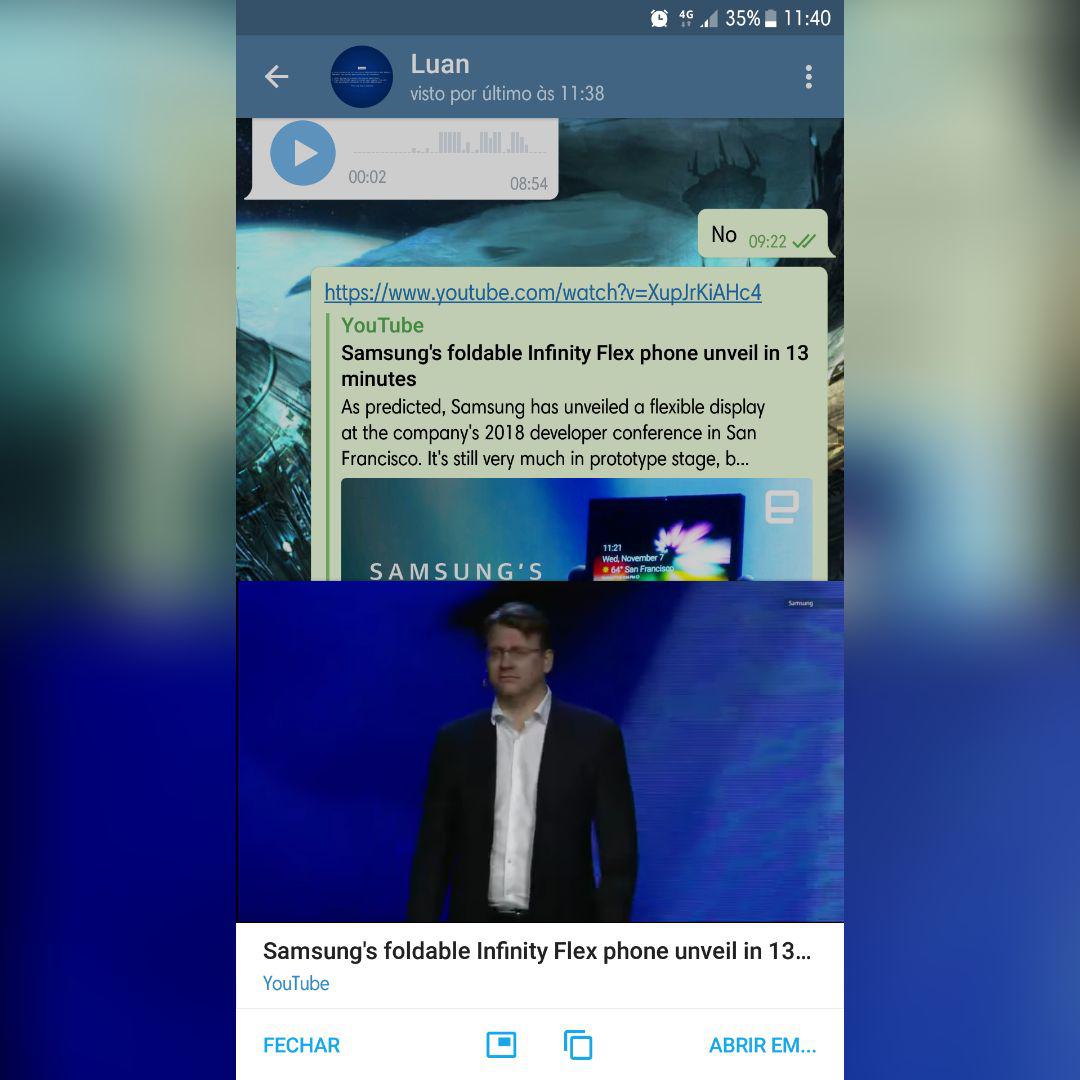 4G 35% 11:40
Luan
visto por último às 11:38
00:02
08:54
No 09:22
https://www.youtube.com/watch?v=XupJrKiAHc4
YouTube
Samsung's foldable Infinity Flex phone unveil in 13
minutes
As predicted, Samsung has unveiled a flexible display
at the company's 2018 developer conference in San
Francisco. It's still very much in prototype stage, b...
11:21
Wed, November 7
64° San Francisco
SAMSUNG'S
Samsung
Samsung's foldable Infinity Flex phone unveil in 13...
YouTube
FECHAR
ABRIR EM...